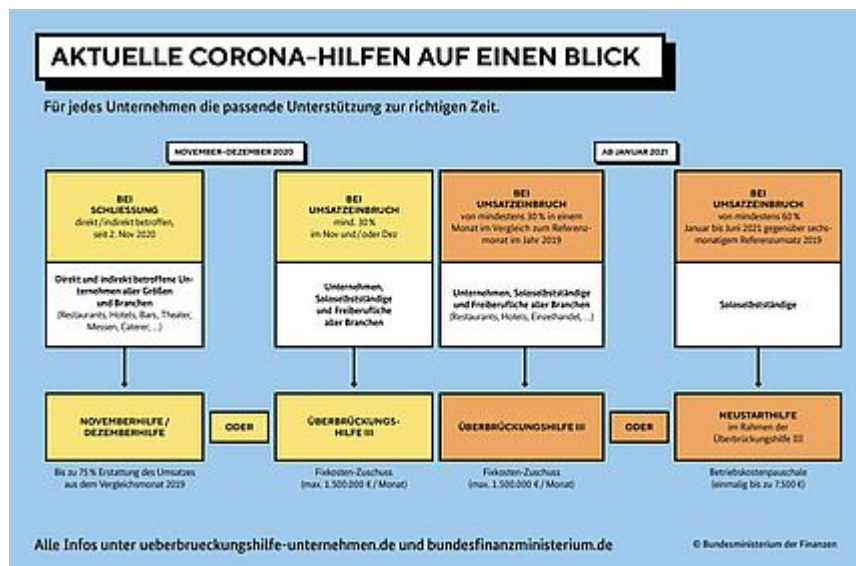 AKTUELLE CORONA-HILFEN AUF EINEN BLICK
Für jedes Unternehmen die passende Unterstützung zur richtigen Zeit.
NOVEMBER-DEZEMBER 2020
BEI
SCHLIESSUNG
direkt/indirekt betroffen,
seit 2. Nov 2020
Direkt und indirekt betroffene Un-
ternehmen aller Größen
und Branchen
(Restaurants, Hotels, Bars, Theater,
Messen, Caterer, ...)
NOVEMBERHILFE /
DEZEMBERHILFE
Bis zu 75 % Erstattung des Umsatzes
aus dem Vergleichsmonat 2019
ODER
BEI
UMSATZEINBRUCH
mind. 30 %
im Nov und/oder Dez
Unternehmen,
Soloselbstständige
und Freiberufliche
aller Branchen
ÜBERBRÜCKUNGS-
HILFE III
Fixkosten-Zuschuss
(max. 1.500.000 € / Monat)
AB JANUAR 2021
BEI
UMSATZEINBRUCH
von mindestens 30 % in einem
Monat im Vergleich zum Referenz-
monat im Jahr 2019
Unternehmen, Soloselbstständige
und Freiberufliche aller Branchen
(Restaurants, Hotels, Einzelhandel, ...)
ÜBERBRÜCKUNGSHILFE III
Fixkosten-Zuschuss
(max. 1.500.000 € / Monat)
ODER
BEI
UMSATZEINBRUCH
von mindestens 60 %
Januar bis Juni 2021 gegenüber sechs-
monatigem Referenzumsatz 2019
Soloselbstständige
NEUSTARTHILFE
im Rahmen der
Überbrückungshilfe III
Betriebskostenpauschale
(einmalig bis zu 7.500 €)
Alle Infos unter ueberbrueckungshilfe-unternehmen.de und bundesfinanzministerium.de
© Bundesministerium der Finanzen